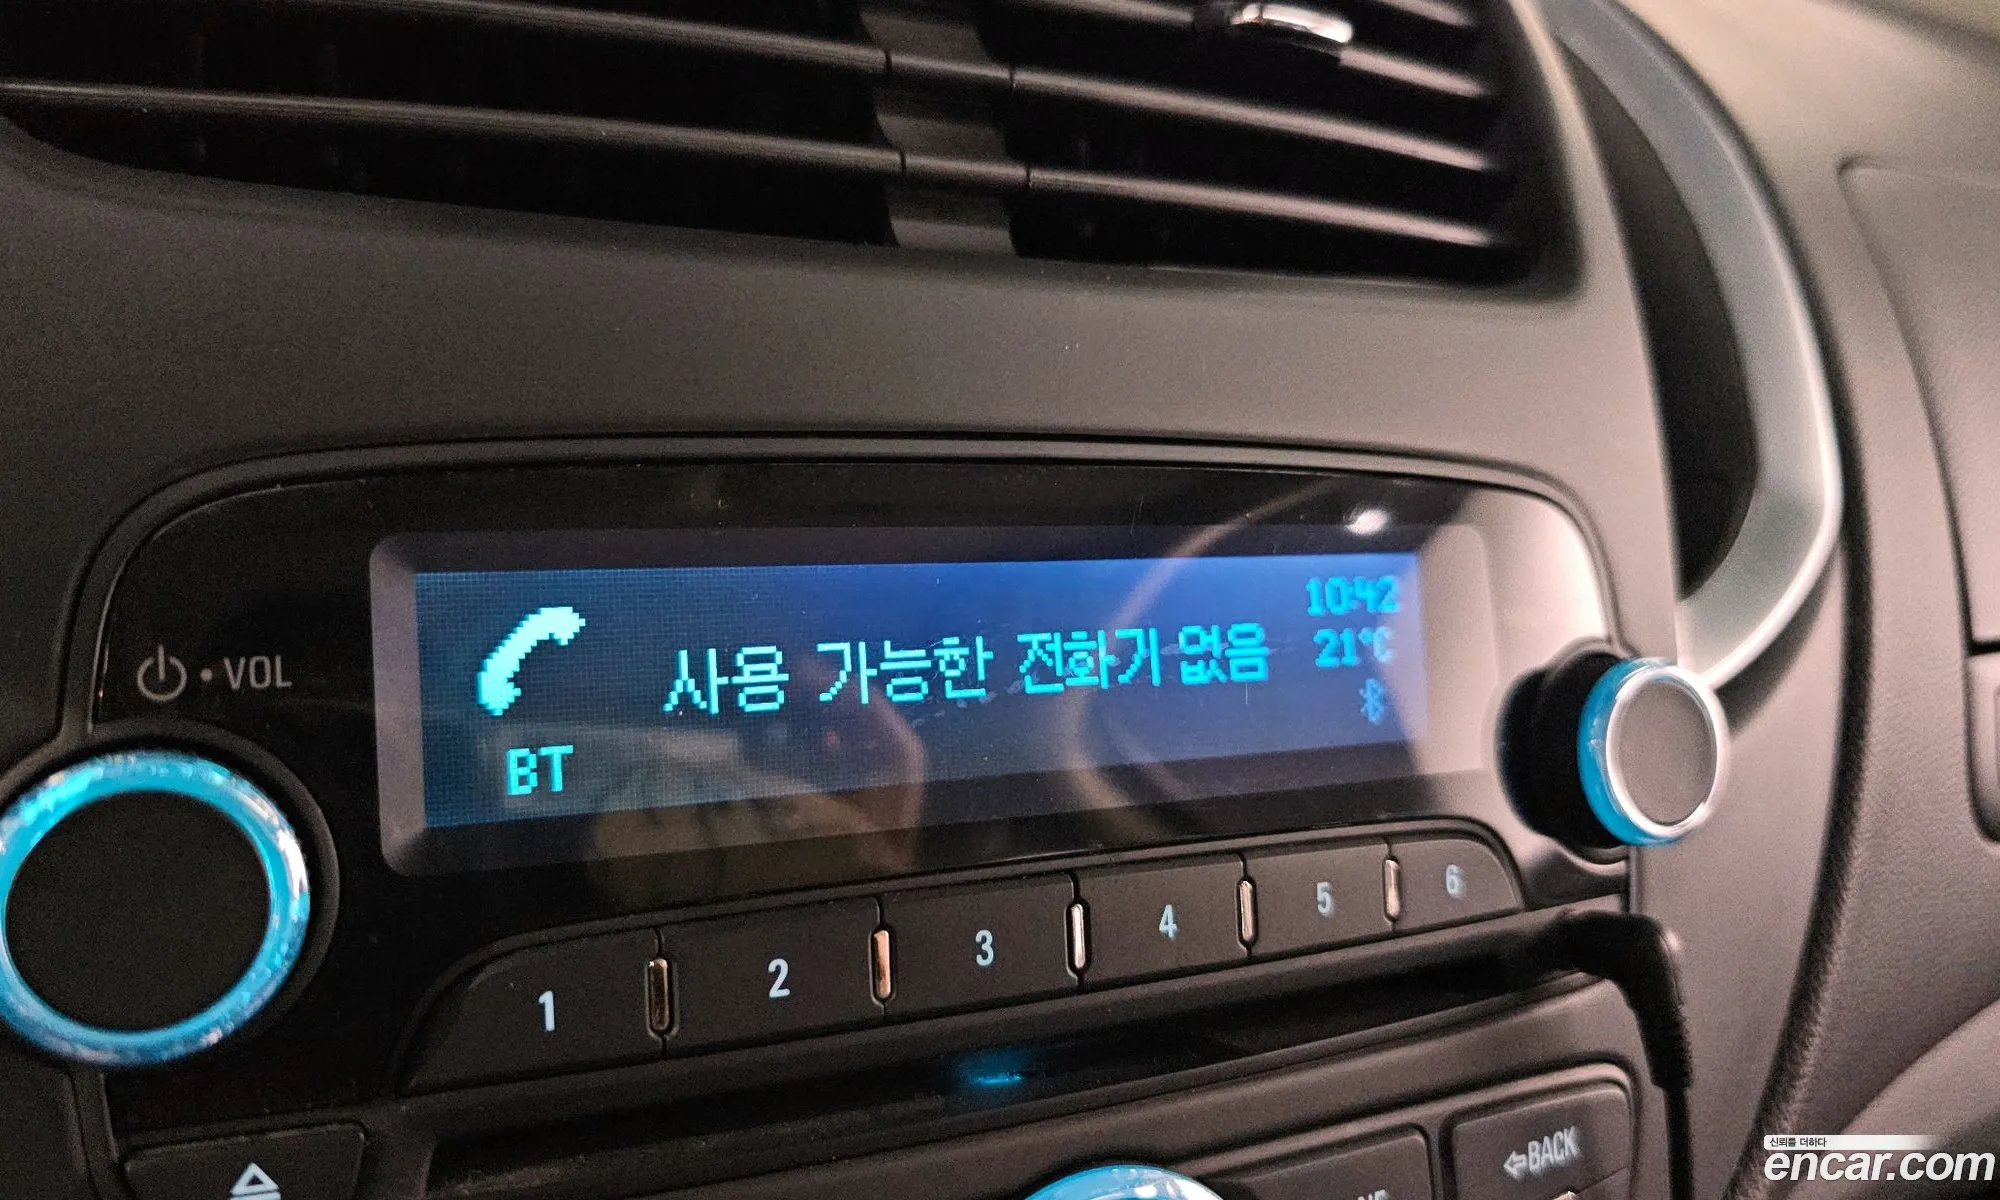 10:42
사용 가능한 전화기 없음
21°C
BT
VOL
1
2
3
4
5
6
BACK
신뢰를 더하다
encar.com